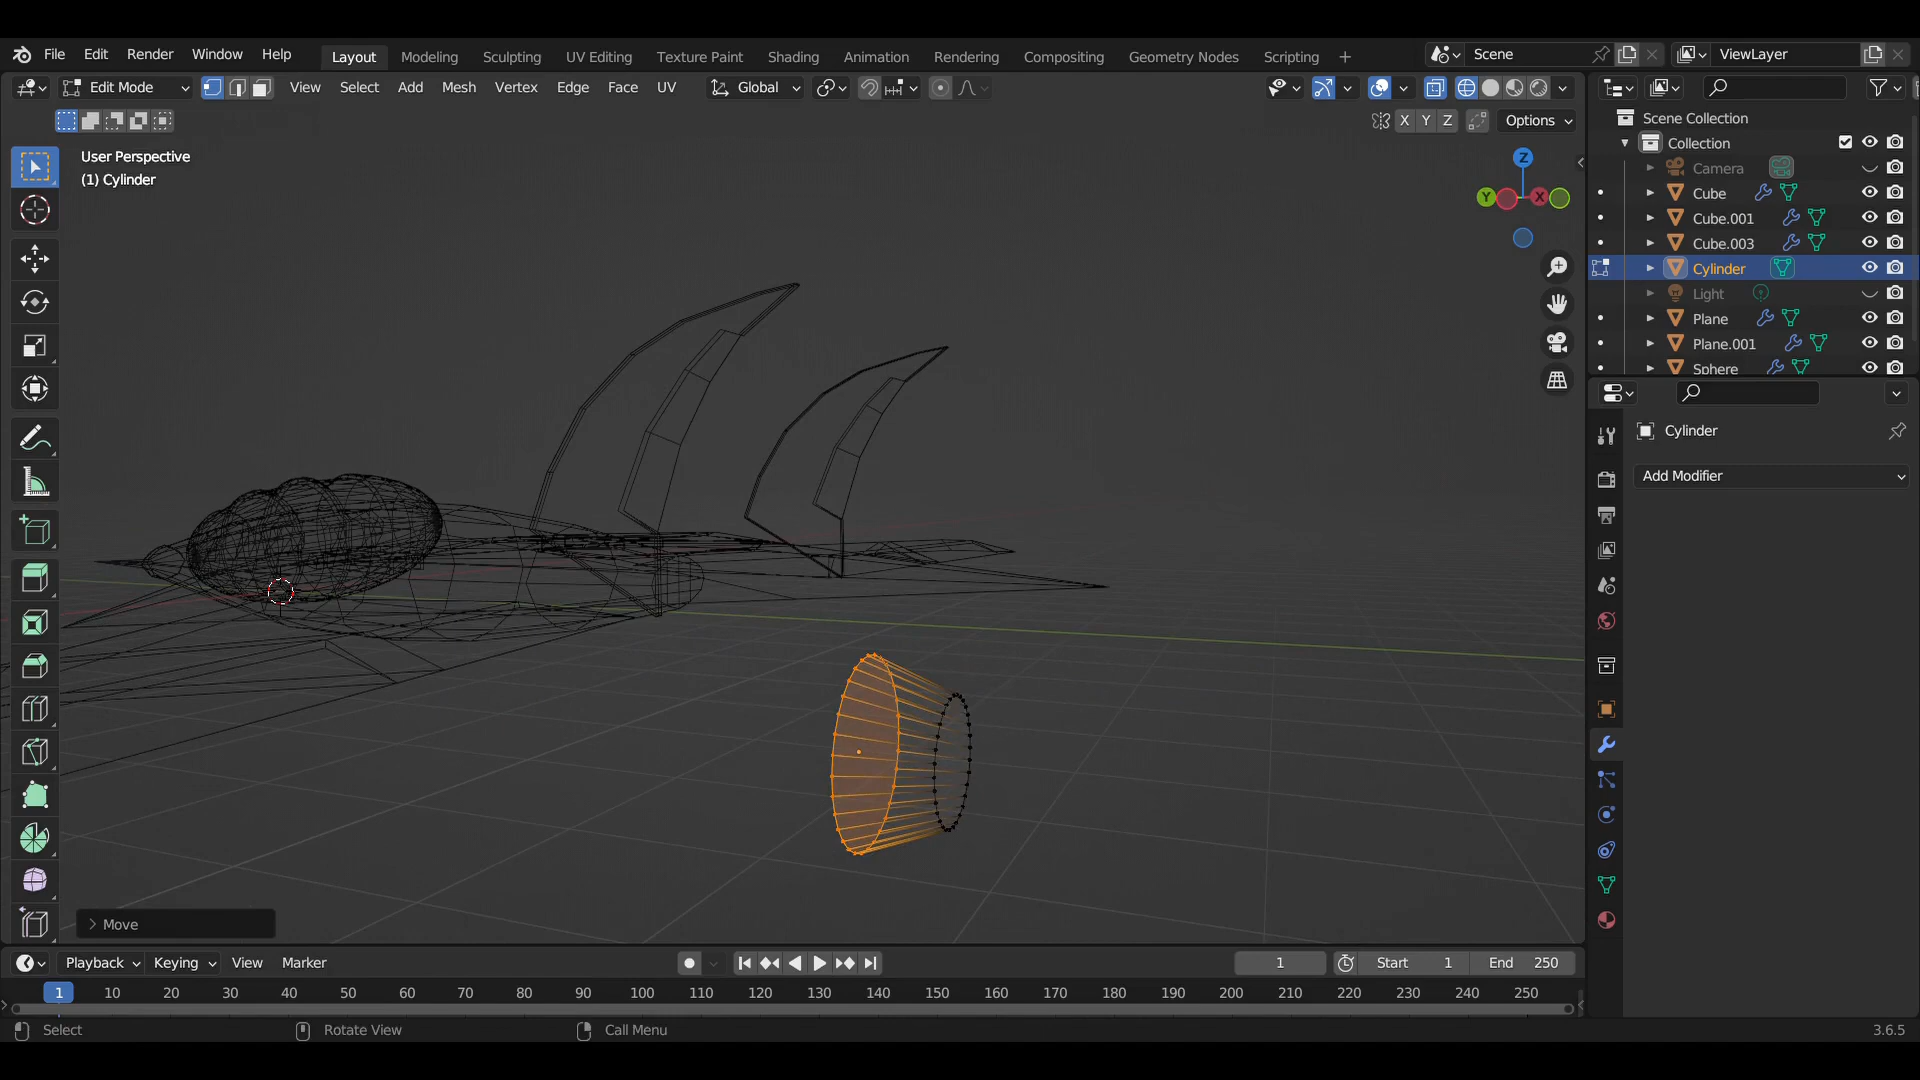 File Edit Render Window Help Layout Modeling Sculpting UV Editing Texture Paint Shading Animation Rendering Compositing Geometry Nodes Scripting + Scene ViewLayer
Edit Mode View Select Add Mesh Vertex Edge Face UV Global
X Y Z Options
User Perspective
(1) Cylinder
Z
Y X
Scene Collection
Collection
Camera
Cube
Cube.001
Cube.003
Cylinder
Light
Plane
Plane.001
Sphere
Cylinder
Add Modifier
Move
Playback Keying View Marker 1 Start 1 End 250
1 10 20 30 40 50 60 70 80 90 100 110 120 130 140 150 160 170 180 190 200 210 220 230 240 250
Select Rotate View Call Menu 3.6.5